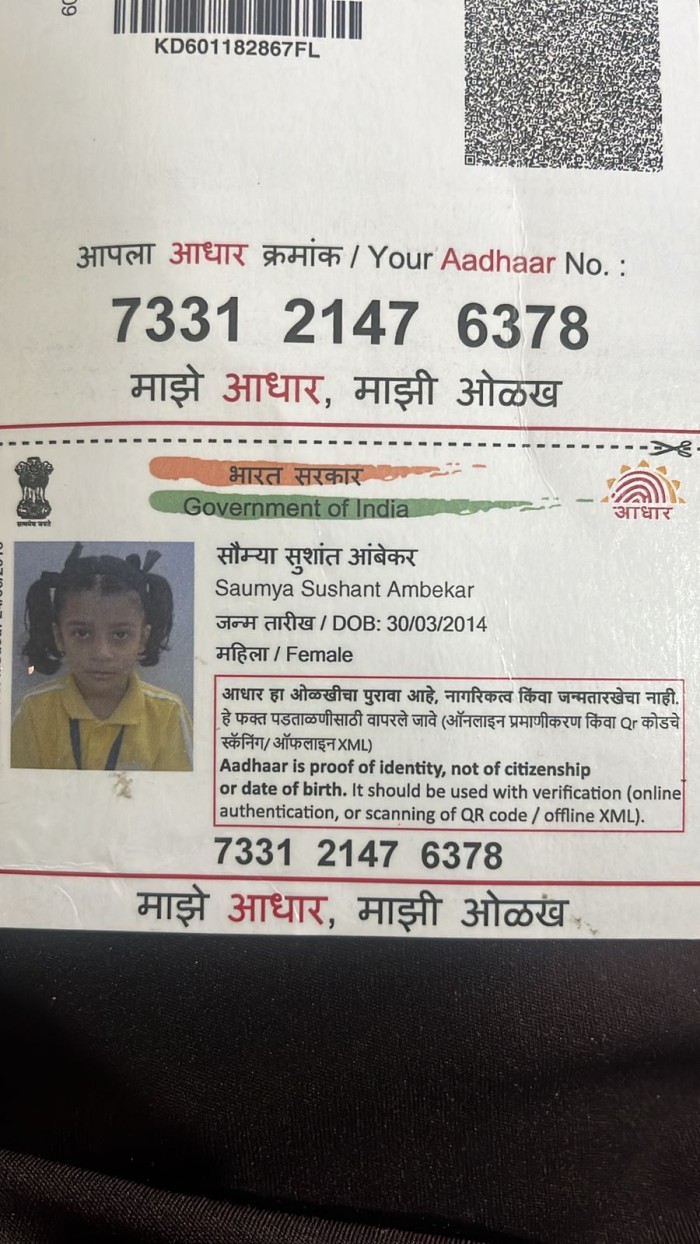 KD601182867FL
आपला आधार क्रमांक / Your Aadhaar No. :
7331 2147 6378
माझे आधार, माझी ओळख
भारत सरकार
Government of India
सत्यमेव जयते
आधार
सौम्या सुशांत आंबेकर
Saumya Sushant Ambekar
जन्म तारीख / DOB: 30/03/2014
महिला / Female
आधार हा ओळखीचा पुरावा आहे, नागरिकत्व किंवा जन्मतारखेचा नाही.
हे फक्त पडताळणीसाठी वापरले जावे (ऑनलाइन प्रमाणीकरण किंवा Qr कोडचे
स्कॅनिंग/ ऑफलाइन XML)
Aadhaar is proof of identity, not of citizenship
or date of birth. It should be used with verification (online
authentication, or scanning of QR code / offline XML).
7331 2147 6378
माझे आधार, माझी ओळख